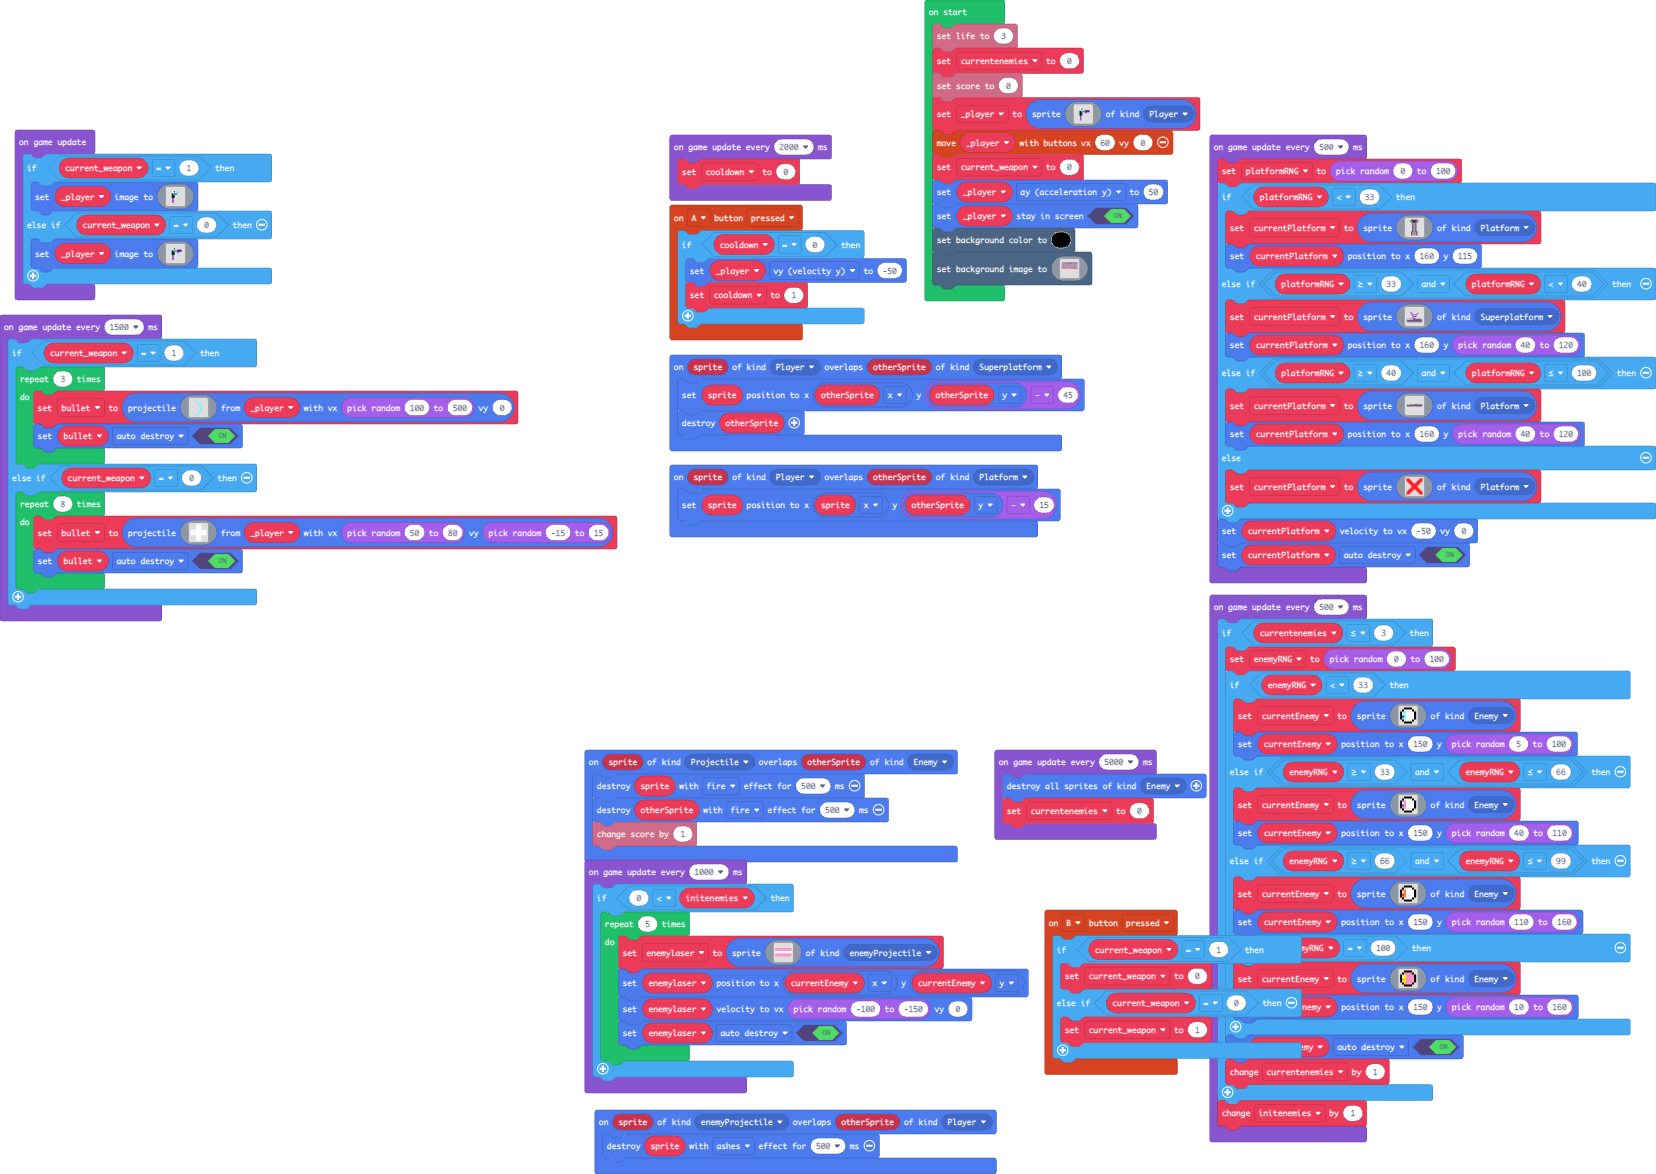 on start
set life to 3
set currentenemies to 0
set score to 0
set _player to sprite of kind Player
move _player with buttons vx 60 vy 0
set current_weapon to 0
set _player ay (acceleration y) to 50
set _player stay in screen ON
set background color to
set background image to
on game update
if current_weapon = 1 then
set _player image to
else if current_weapon = 0 then
set _player image to
on game update every 1500 ms
if current_weapon = 1 then
repeat 3 times
do
set bullet to projectile from _player with vx pick random 100 to 500 vy 0
set bullet auto destroy ON
else if current_weapon = 0 then
repeat 8 times
do
set bullet to projectile from _player with vx pick random 50 to 80 vy pick random -15 to 15
set bullet auto destroy ON
on game update every 2000 ms
set cooldown to 0
on A button pressed
if cooldown = 0 then
set _player vy (velocity y) to -50
set cooldown to 1
on sprite of kind Player overlaps otherSprite of kind Superplatform
set sprite position to x otherSprite x y otherSprite y - 45
destroy otherSprite
on sprite of kind Player overlaps otherSprite of kind Platform
set sprite position to x sprite x y otherSprite y - 15
on game update every 500 ms
set platformRNG to pick random 0 to 100
if platformRNG < 33 then
set currentPlatform to sprite of kind Platform
set currentPlatform position to x 160 y 115
else if platformRNG ≥ 33 and platformRNG < 40 then
set currentPlatform to sprite of kind Superplatform
set currentPlatform position to x 160 y pick random 40 to 120
else if platformRNG ≥ 40 and platformRNG ≤ 100 then
set currentPlatform to sprite of kind Platform
set currentPlatform position to x 160 y pick random 40 to 120
else
set currentPlatform to sprite of kind Platform
set currentPlatform velocity to vx -50 vy 0
set currentPlatform auto destroy ON
on game update every 500 ms
if currentenemies ≤ 3 then
set enemyRNG to pick random 0 to 100
if enemyRNG < 33 then
set currentEnemy to sprite of kind Enemy
set currentEnemy position to x 150 y pick random 5 to 100
else if enemyRNG ≥ 33 and enemyRNG ≤ 66 then
set currentEnemy to sprite of kind Enemy
set currentEnemy position to x 150 y pick random 40 to 110
else if enemyRNG ≥ 66 and enemyRNG ≤ 99 then
set currentEnemy to sprite of kind Enemy
set currentEnemy position to x 150 y pick random 110 to 160
myRNG = 100 then
set currentEnemy to sprite of kind Enemy
nemy position to x 150 y pick random 10 to 160
my auto destroy ON
change currentenemies by 1
change initenemies by 1
on sprite of kind Projectile overlaps otherSprite of kind Enemy
destroy sprite with fire effect for 500 ms
destroy otherSprite with fire effect for 500 ms
change score by 1
on game update every 1000 ms
if 0 < initenemies then
repeat 5 times
do
set enemylaser to sprite of kind enemyProjectile
set enemylaser position to x currentEnemy x y currentEnemy y
set enemylaser velocity to vx pick random -100 to -150 vy 0
set enemylaser auto destroy ON
on game update every 5000 ms
destroy all sprites of kind Enemy
set currentenemies to 0
on B button pressed
if current_weapon = 1 then
set current_weapon to 0
else if current_weapon = 0 then
set current_weapon to 1
on sprite of kind enemyProjectile overlaps otherSprite of kind Player
destroy sprite with ashes effect for 500 ms